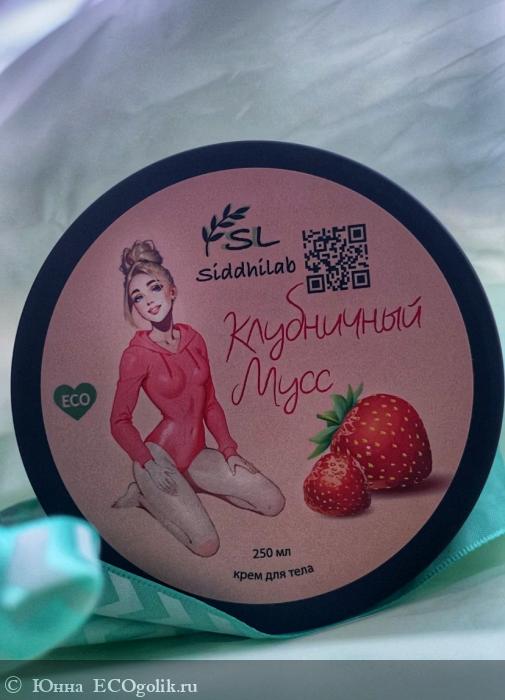 SL
Siddhilab
Клубничный
Мусс
ECO
250 мл
крем для тела
© Юнна ECOgolik.ru